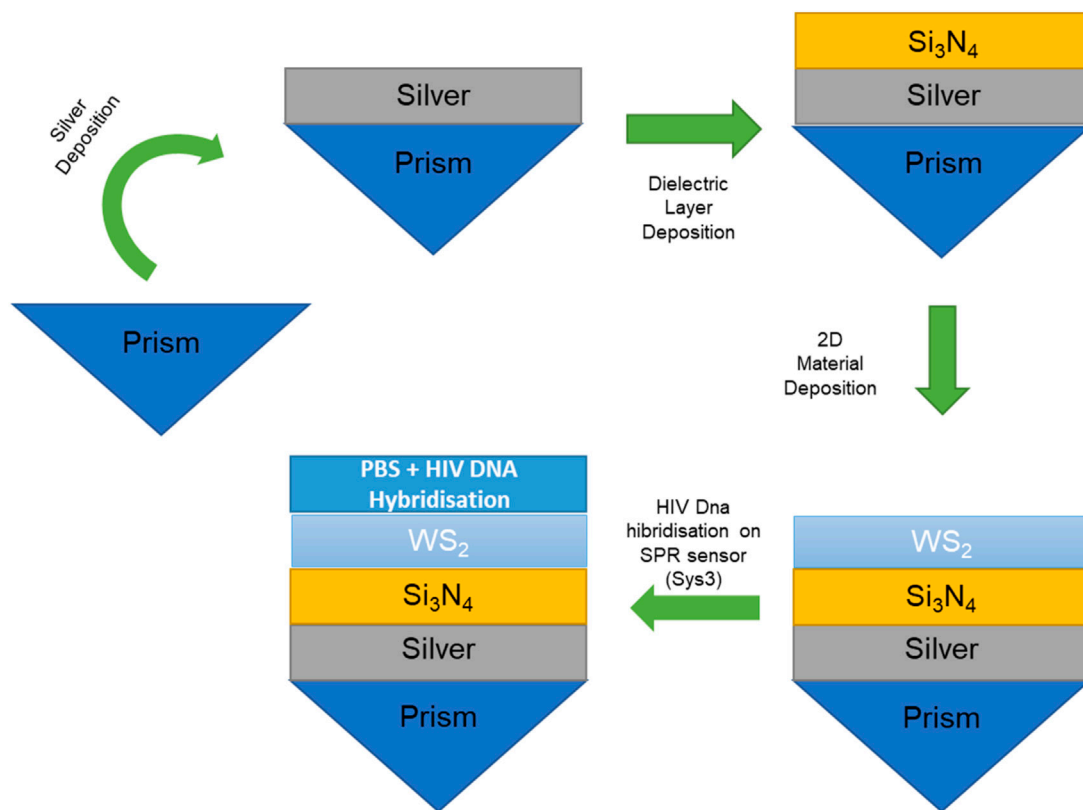 Silver
Deposition
Prism
Silver
Prism
Dielectric
Layer
Deposition
Si₃N₄
Silver
Prism
2D
Material
Deposition
WS₂
Si₃N₄
Silver
Prism
HIV Dna
hibridisation on
SPR sensor
(Sys3)
PBS + HIV DNA
Hybridisation
WS₂
Si₃N₄
Silver
Prism